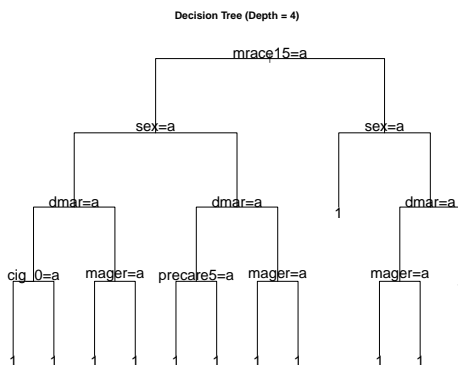 Decision Tree (Depth = 4)
mrace15=a
sex=a sex=a
dmar=a dmar=a 1 dmar=a
cig_0=a mager=a precare5=a mager=a mager=a
1 1 1 1 1 1 1 1 1 1